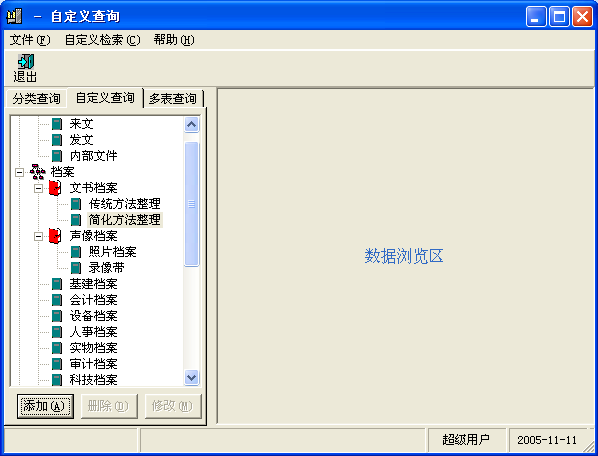 - 自定义查询
文件(F) 自定义检索(C) 帮助(H)
退出
分类查询 自定义查询 多表查询
来文
发文
内部文件
档案
文书档案
传统方法整理
简化方法整理
声像档案
照片档案
录像带
基建档案
会计档案
设备档案
人事档案
实物档案
审计档案
科技档案
添加(A) 删除(D) 修改(M)
数据浏览区
超级用户 2005-11-11